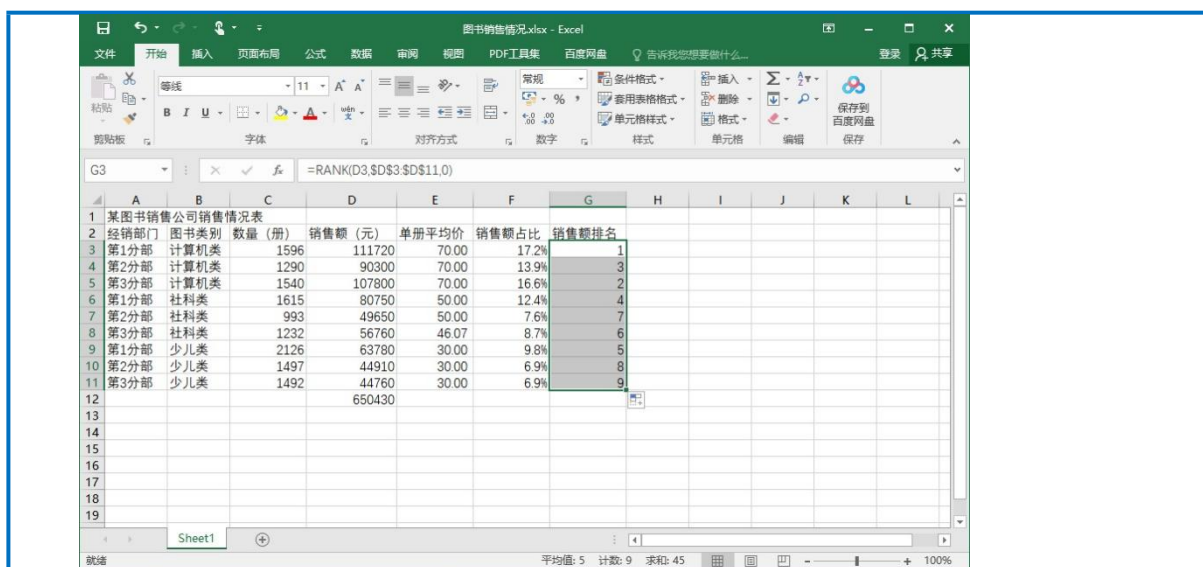 图书销售情况.xlsx - Excel
文件 开始 插入 页面布局 公式 数据 审阅 视图 PDF工具集 百度网盘 告诉我您想要做什么... 登录 共享
粘贴 等线 11 A A 常规 条件格式 插入 Σ
B I U A wén 文 % , 套用表格格式 删除 保存到
.00 .00 单元格样式 格式 百度网盘
剪贴板 字体 对齐方式 数字 样式 单元格 编辑 保存
G3 fx =RANK(D3,$D$3:$D$11,0)
A B C D E F G H I J K L
1 某图书销售公司销售情况表
2 经销部门 图书类别 数量（册） 销售额（元） 单册平均价 销售额占比 销售额排名
3 第1分部 计算机类 1596 111720 70.00 17.2% 1
4 第2分部 计算机类 1290 90300 70.00 13.9% 3
5 第3分部 计算机类 1540 107800 70.00 16.6% 2
6 第1分部 社科类 1615 80750 50.00 12.4% 4
7 第2分部 社科类 993 49650 50.00 7.6% 7
8 第3分部 社科类 1232 56760 46.07 8.7% 6
9 第1分部 少儿类 2126 63780 30.00 9.8% 5
10 第2分部 少儿类 1497 44910 30.00 6.9% 8
11 第3分部 少儿类 1492 44760 30.00 6.9% 9
12 650430
13
14
15
16
17
18
19
Sheet1
就绪 平均值: 5 计数: 9 求和: 45 100%